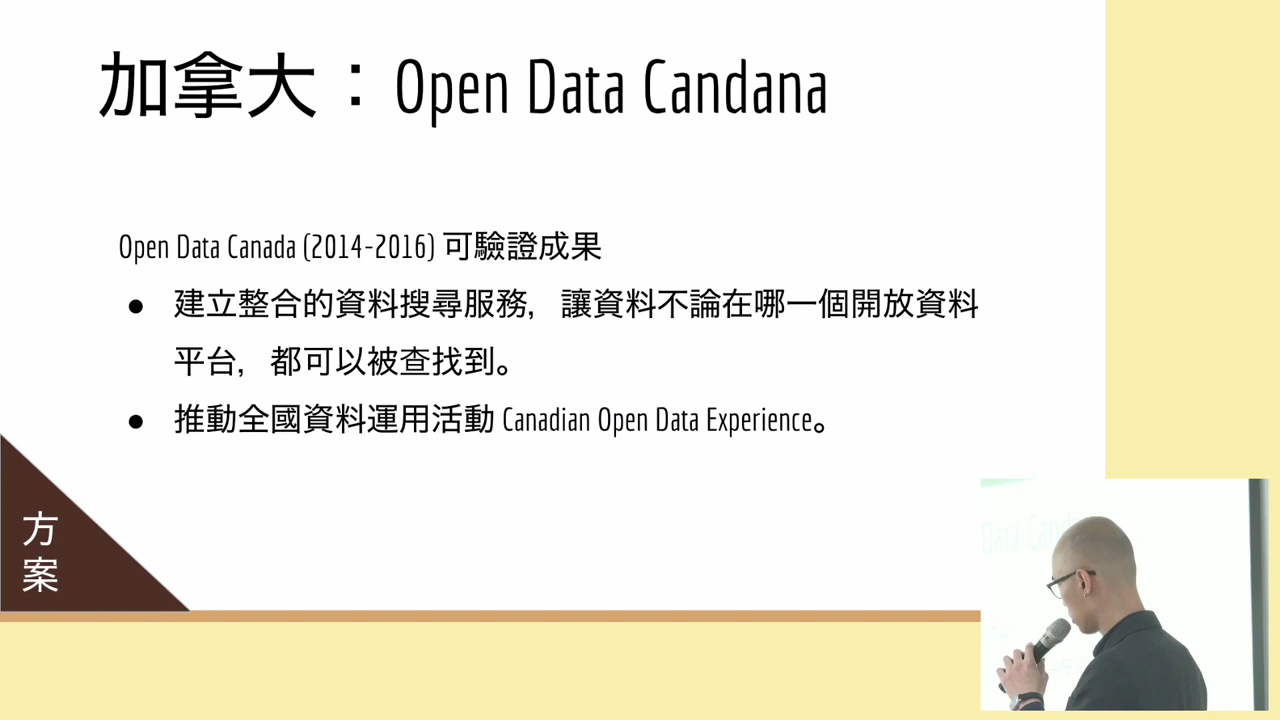 加拿大：Open Data Candana
Open Data Canada (2014-2016) 可驗證成果
● 建立整合的資料搜尋服務，讓資料不論在哪一個開放資料
平台，都可以被查找到。
● 推動全國資料運用活動 Canadian Open Data Experience。
方
案
Data Cand